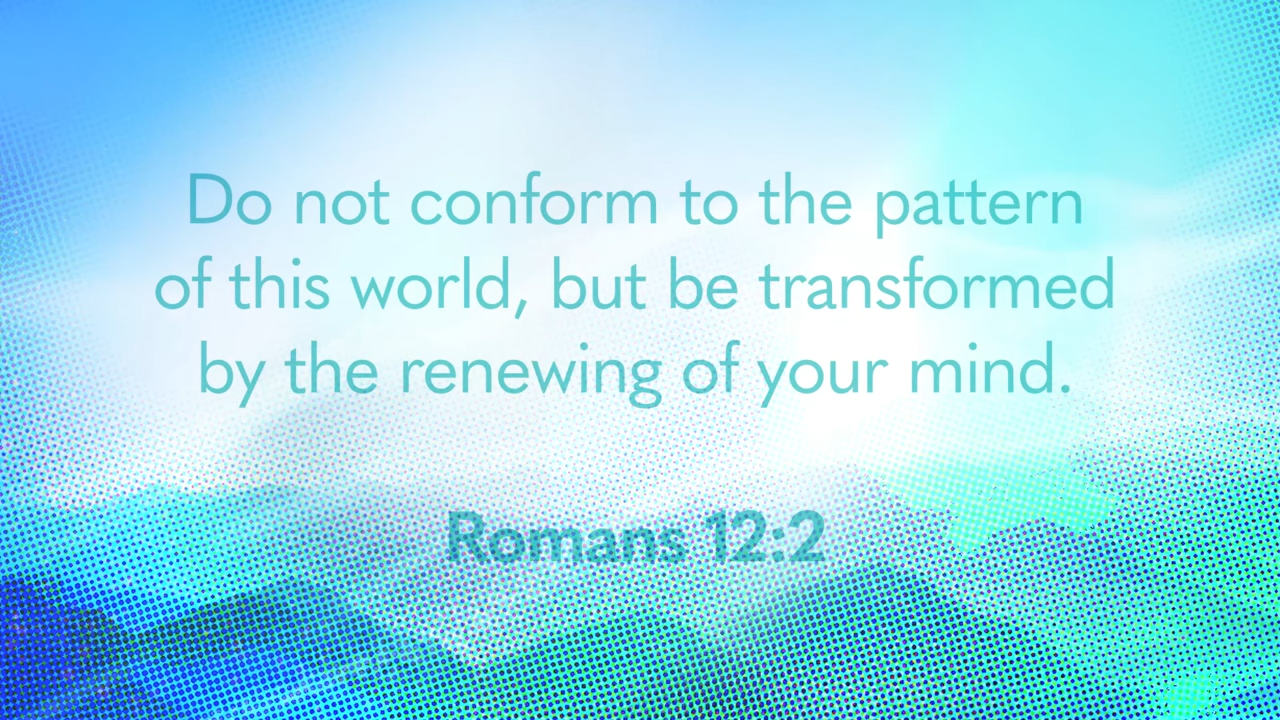 Do not conform to the pattern
of this world, but be transformed
by the renewing of your mind.
Romans 12:2